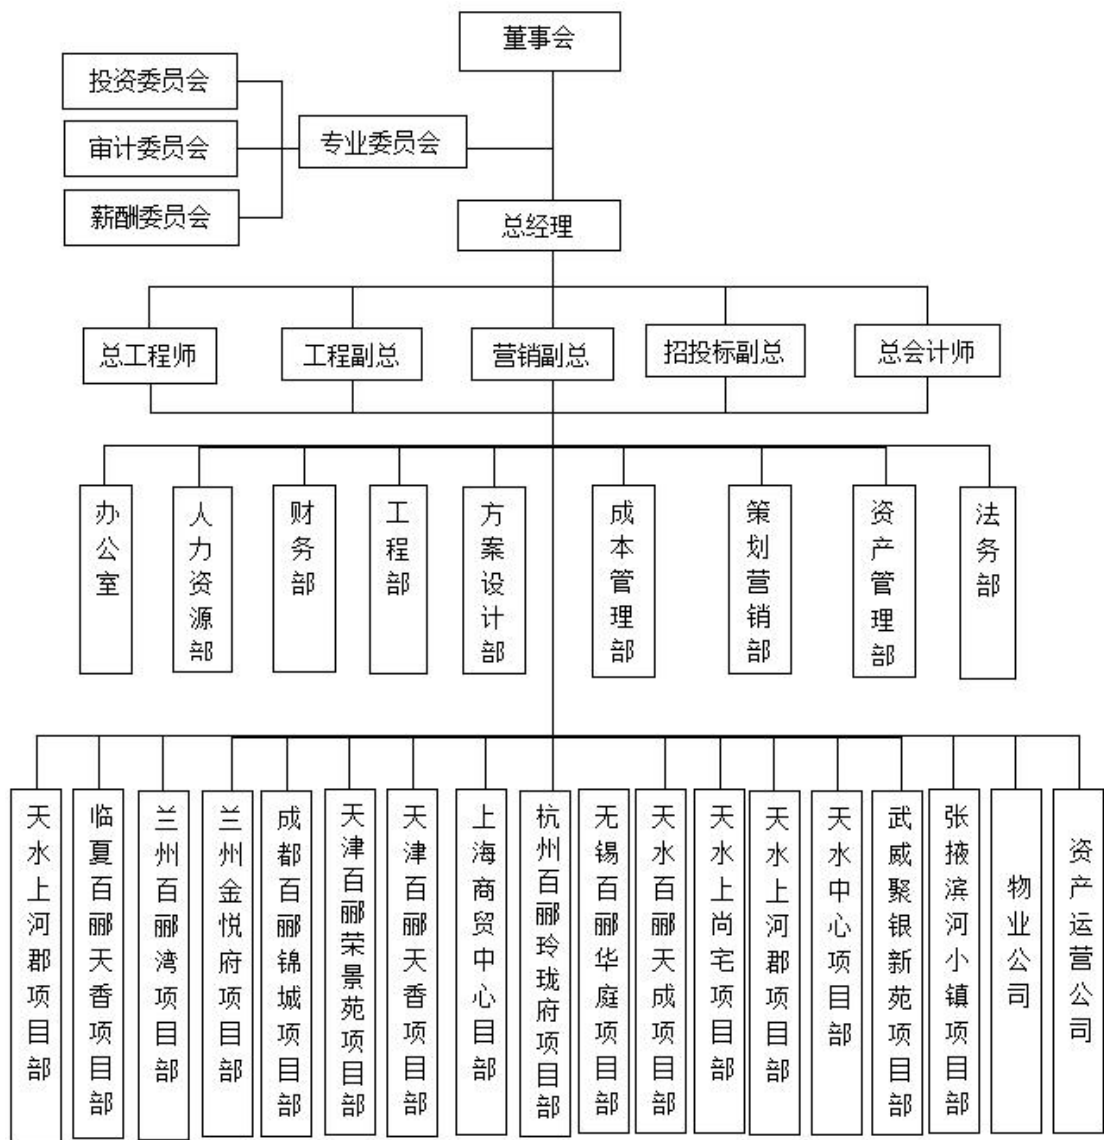 董事会
投资委员会
审计委员会
专业委员会
薪酬委员会
总经理
总工程师
工程副总
营销副总
招投标副总
总会计师
办公室
人力资源部
财务部
工程部
方案设计部
成本管理部
策划营销部
资产管理部
法务部
天水上河郡项目部
临夏百郦天香项目部
兰州百郦湾项目部
兰州金悦府项目部
成都百郦锦城项目部
天津百郦荣景苑项目部
天津百郦天香项目部
上海商贸中心目部
杭州百郦玲珑府项目部
无锡百郦华庭项目部
天水百郦天成项目部
天水上尚宅项目部
天水上河郡项目部
天水中心项目部
武威聚银新苑项目部
张掖滨河小镇项目部
物业公司
资产运营公司